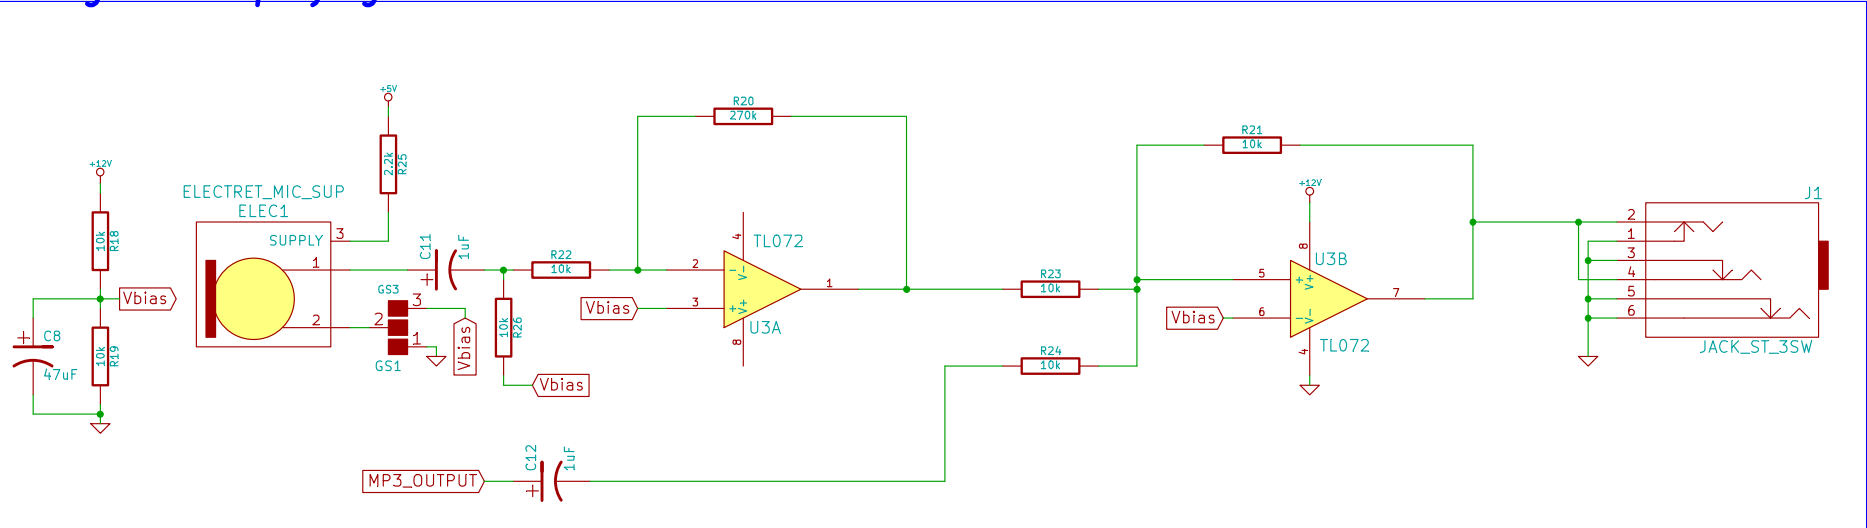 +12V
10k
R18
Vbias
C8
47uF
10k
R19
ELECTRET_MIC_SUP
ELEC1
SUPPLY
3
1
2
+5V
2.2k
R25
C11
1uF
+
GS3
3
2
1
GS1
Vbias
10k
R26
Vbias
R22
10k
Vbias
R20
270k
2
3
4
8
1
-
+
V-
V+
TL072
U3A
MP3_OUTPUT
C12
1uF
+
R23
10k
R24
10k
R21
10k
+12V
Vbias
5
6
8
4
7
+
-
V+
V-
U3B
TL072
J1
2
1
3
4
5
6
JACK_ST_3SW